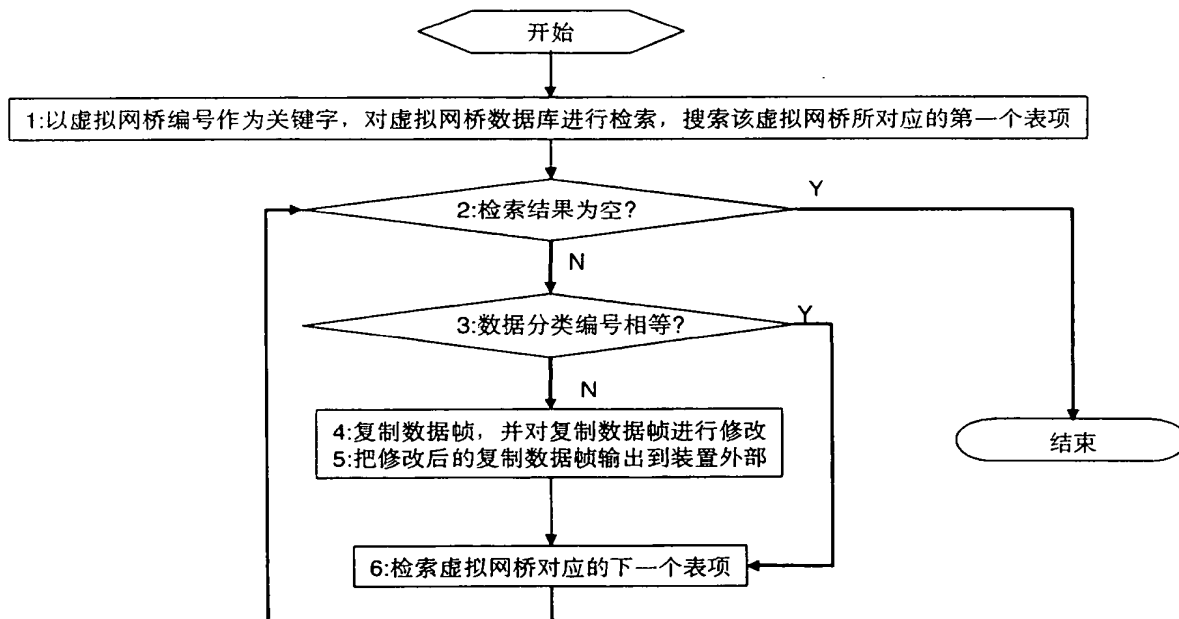 开始
1:以虚拟网桥编号作为关键字，对虚拟网桥数据库进行检索，搜索该虚拟网桥所对应的第一个表项
2:检索结果为空?
Y
N
3:数据分类编号相等?
Y
N
4:复制数据帧，并对复制数据帧进行修改
5:把修改后的复制数据帧输出到装置外部
结束
6:检索虚拟网桥对应的下一个表项